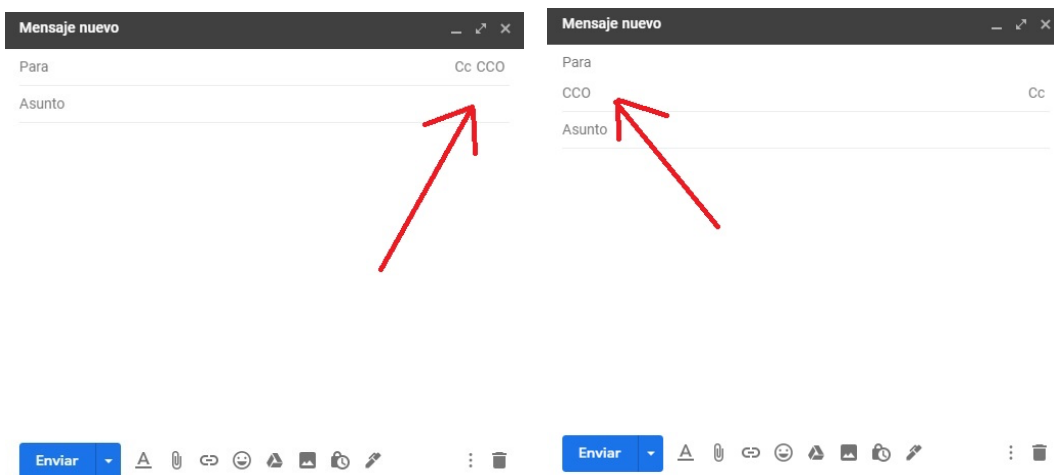 Mensaje nuevo
Para Cc CCO
Asunto
Enviar
Mensaje nuevo
Para
CCO Cc
Asunto
Enviar